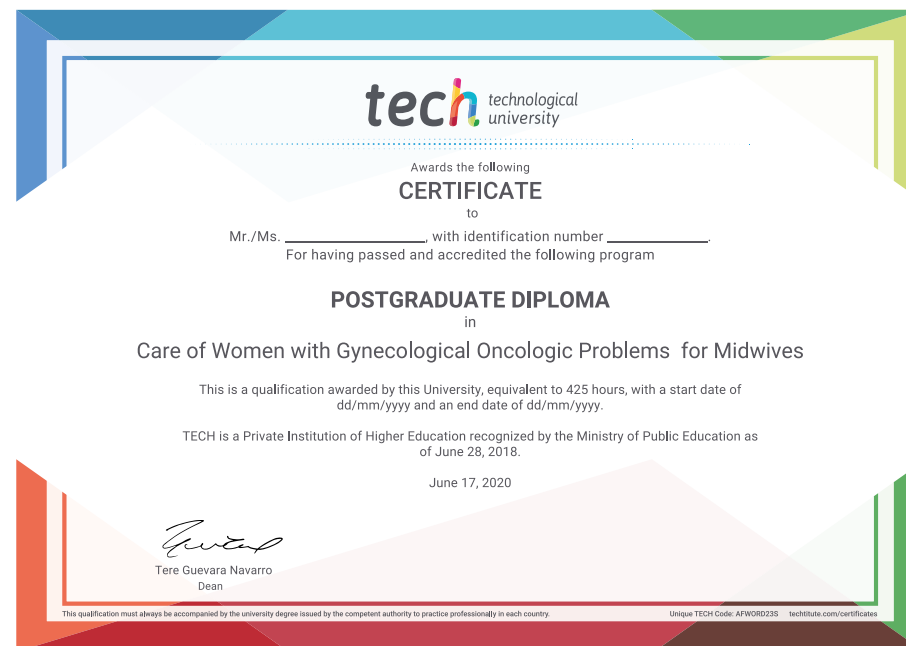 tech technological
university
Awards the following
CERTIFICATE
to
Mr./Ms. ____________________, with identification number ______________.
For having passed and accredited the following program
POSTGRADUATE DIPLOMA
in
Care of Women with Gynecological Oncologic Problems for Midwives
This is a qualification awarded by this University, equivalent to 425 hours, with a start date of
dd/mm/yyyy and an end date of dd/mm/yyyy.
TECH is a Private Institution of Higher Education recognized by the Ministry of Public Education as
of June 28, 2018.
June 17, 2020
Tere Guevara Navarro
Dean
This qualification must always be accompanied by the university degree issued by the competent authority to practice professionally in each country. Unique TECH Code: AFWORD23S techtitute.com/certificates